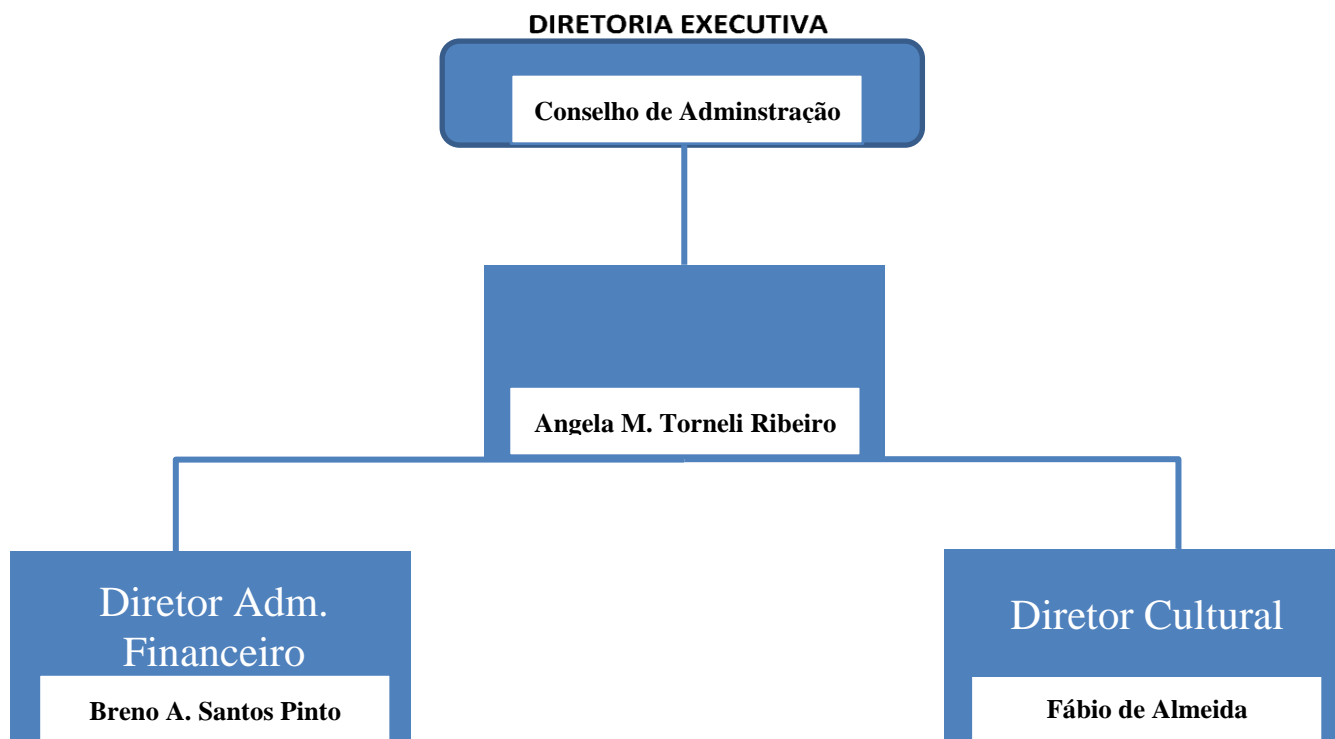 DIRETORIA EXECUTIVA
Conselho de Adminstração
Angela M. Torneli Ribeiro
Diretor Adm.
Financeiro
Breno A. Santos Pinto
Diretor Cultural
Fábio de Almeida